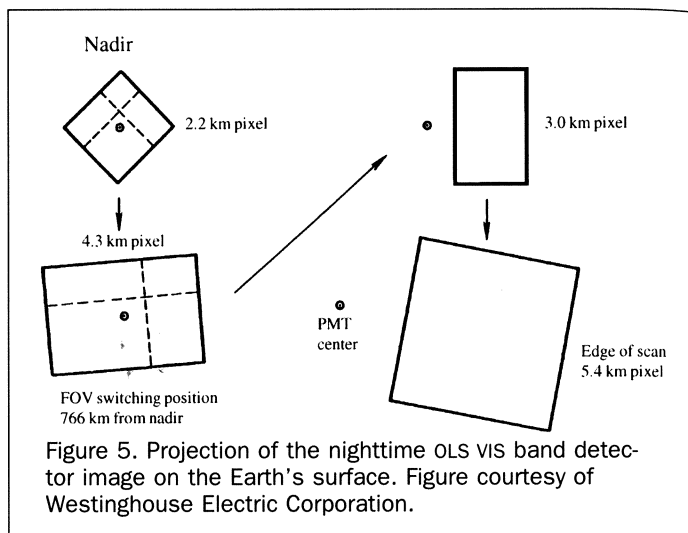 Nadir
2.2 km pixel
4.3 km pixel
FOV switching position
766 km from nadir
3.0 km pixel
PMT
center
Edge of scan
5.4 km pixel
Figure 5. Projection of the nighttime OLS VIS band detec-
tor image on the Earth's surface. Figure courtesy of
Westinghouse Electric Corporation.